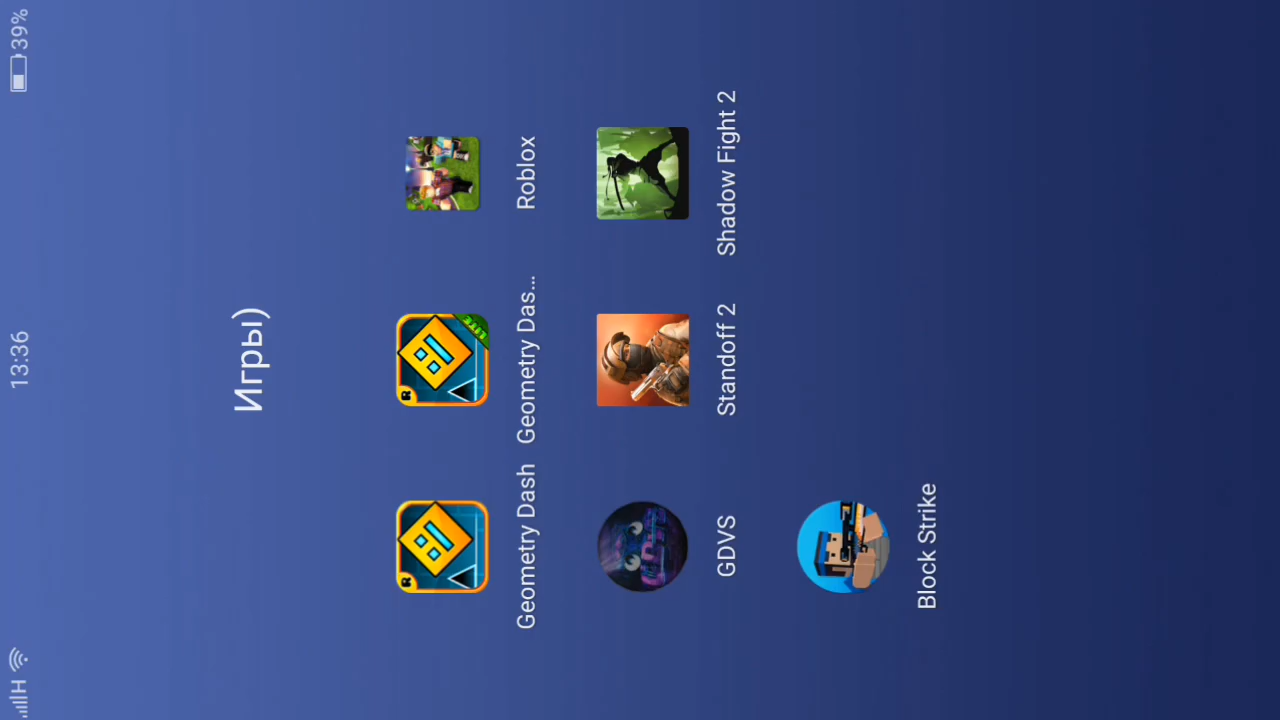 H 13:36 39%
Игры)
Geometry Dash Geometry Das... Roblox
GDVS Standoff 2 Shadow Fight 2
Block Strike